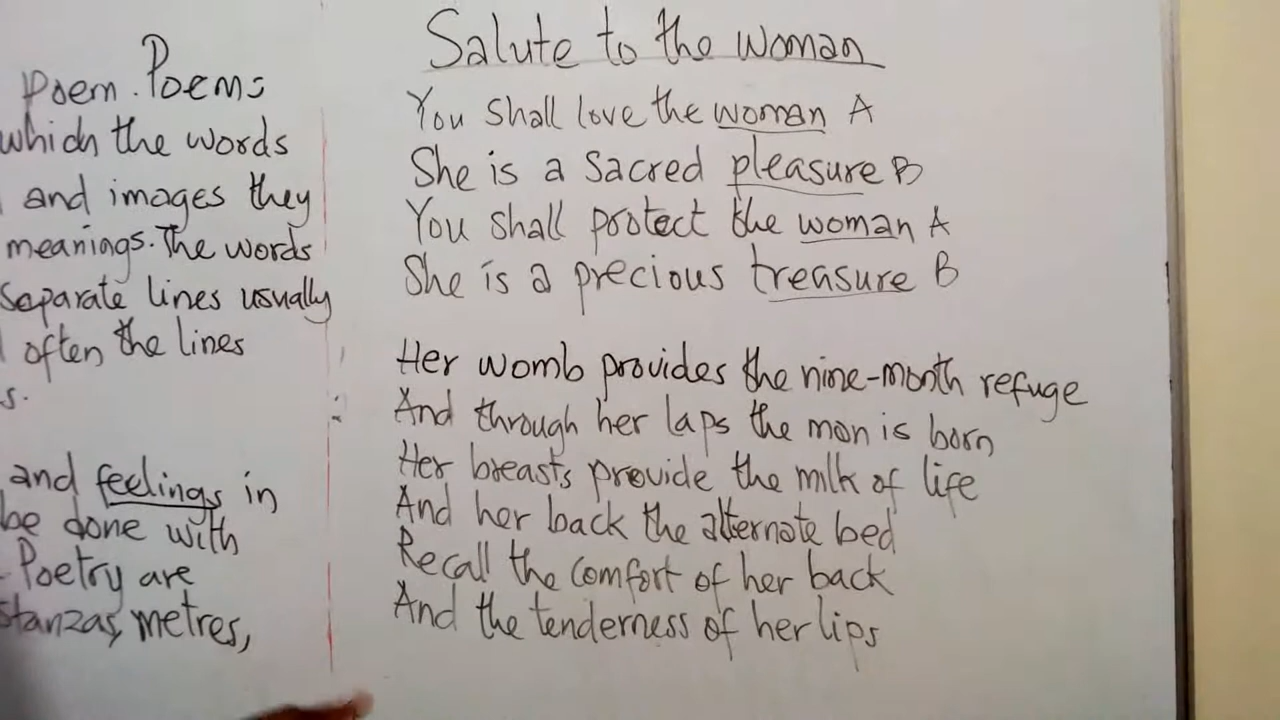 poem. Poems
which the words
and images they
meanings. The words
separate lines usually
often, the lines
s.
and feelings in
be done with
Poetry are
stanzas, metres,
Salute to the woman
You shall love the woman A
She is a sacred pleasure B
You shall protect the woman A
She is a precious treasure B
Her womb provides the nine-month refuge
And through her laps the man is born
Her breasts provide the milk of life
And her back the alternate bed
Recall the comfort of her back
And the tenderness of her lips